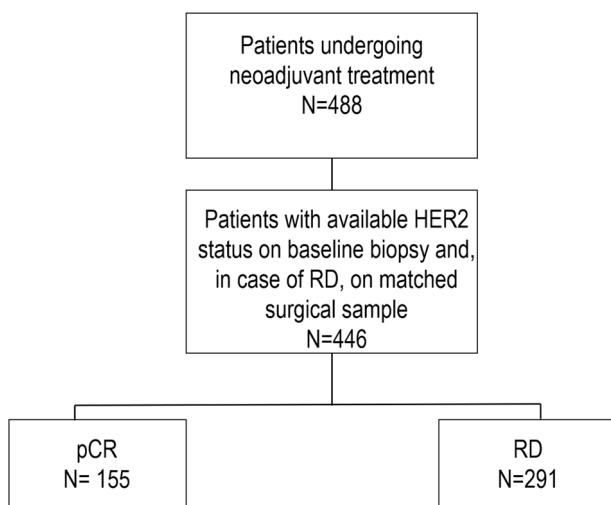 Patients undergoing
neoadjuvant treatment
N=488
Patients with available HER2
status on baseline biopsy and,
in case of RD, on matched
surgical sample
N=446
pCR
N= 155
RD
N=291